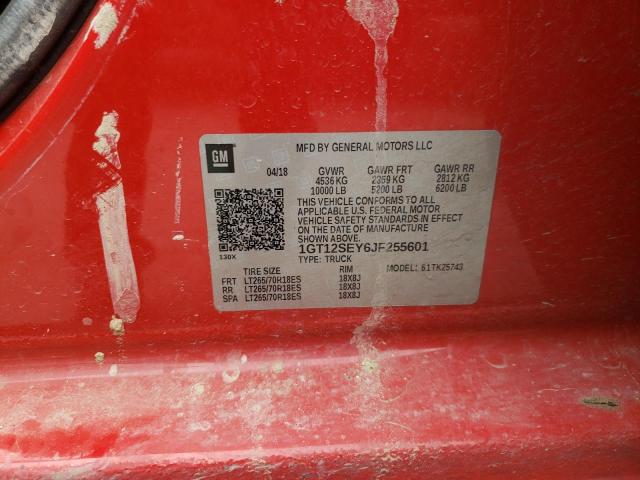 GM
MFD BY GENERAL MOTORS LLC
04/18 GVWR GAWR FRT GAWR RR
4536 KG 2359 KG 2812 KG
10000 LB 5200 LB 6200 LB
THIS VEHICLE CONFORMS TO ALL
APPLICABLE U.S. FEDERAL MOTOR
VEHICLE SAFETY STANDARDS IN EFFECT
ON THE DATE OF MANUFACTURE
SHOWN ABOVE.
130X
1GT12SEY6JF255601
TYPE: TRUCK MODEL: 61TK25743
TIRE SIZE RIM
FRT LT265/70R18ES 18X8J
RR LT265/70R18ES 18X8J
SPA LT265/70R18ES 18X8J